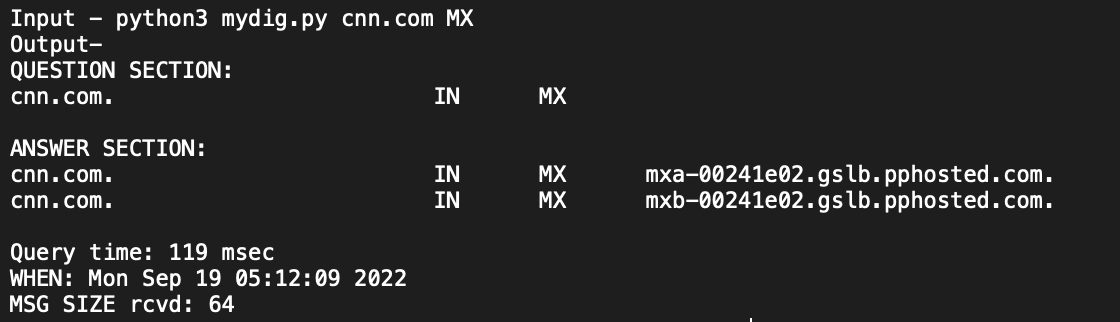 Input - python3 mydig.py cnn.com MX
Output-
QUESTION SECTION:
cnn.com. IN MX
ANSWER SECTION:
cnn.com. IN MX mxa-00241e02.gslb.pphosted.com.
cnn.com. IN MX mxb-00241e02.gslb.pphosted.com.
Query time: 119 msec
WHEN: Mon Sep 19 05:12:09 2022
MSG SIZE rcvd: 64